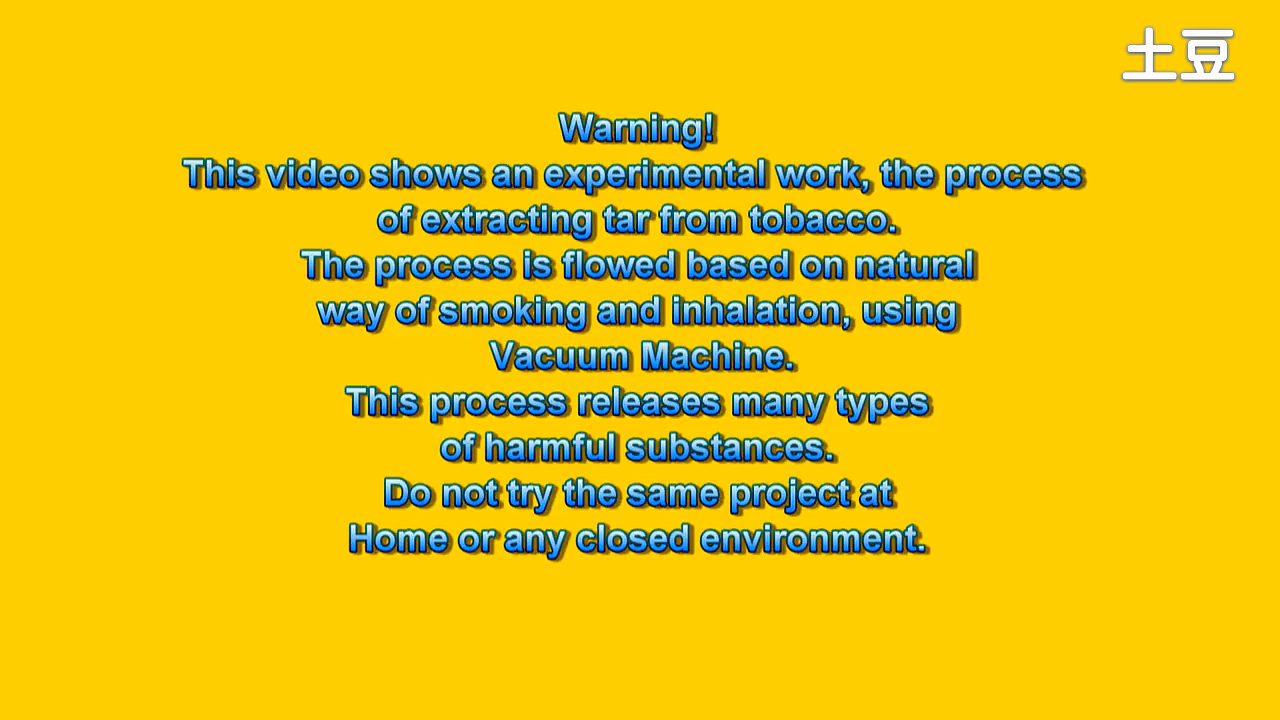 土豆
Warning!
This video shows an experimental work, the process
of extracting tar from tobacco.
The process is flowed based on natural
way of smoking and inhalation, using
Vacuum Machine.
This process releases many types
of harmful substances.
Do not try the same project at
Home or any closed environment.